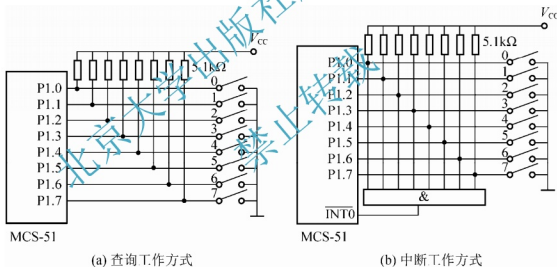 V_CC
5.1kΩ
P1.0
P1.1
P1.2
P1.3
P1.4
P1.5
P1.6
P1.7
0
1
2
3
4
5
6
7
MCS-51
(a) 查询工作方式
V_CC
5.1kΩ
P1.0
P1.1
P1.2
P1.3
P1.4
P1.5
P1.6
P1.7
0
1
2
3
4
5
6
7
&
INT0
MCS-51
(b) 中断工作方式
北京大学出版社
禁止转载